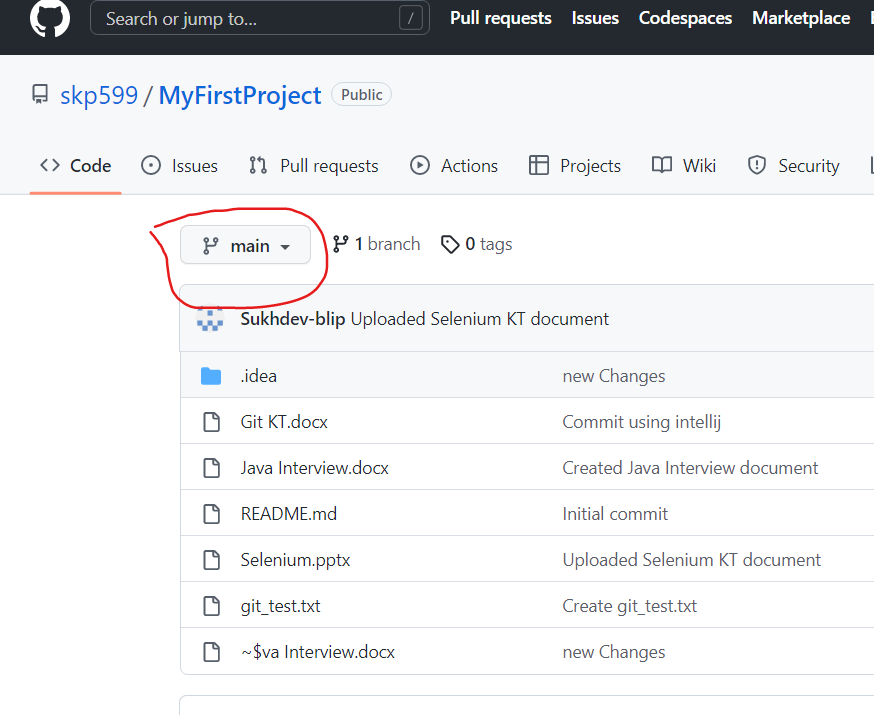 Search or jump to... /
Pull requests Issues Codespaces Marketplace
skp599 / MyFirstProject Public
Code Issues Pull requests Actions Projects Wiki Security
main 1 branch 0 tags
Sukhdev-blip Uploaded Selenium KT document
.idea new Changes
Git KT.docx Commit using intellij
Java Interview.docx Created Java Interview document
README.md Initial commit
Selenium.pptx Uploaded Selenium KT document
git_test.txt Create git_test.txt
~$va Interview.docx new Changes